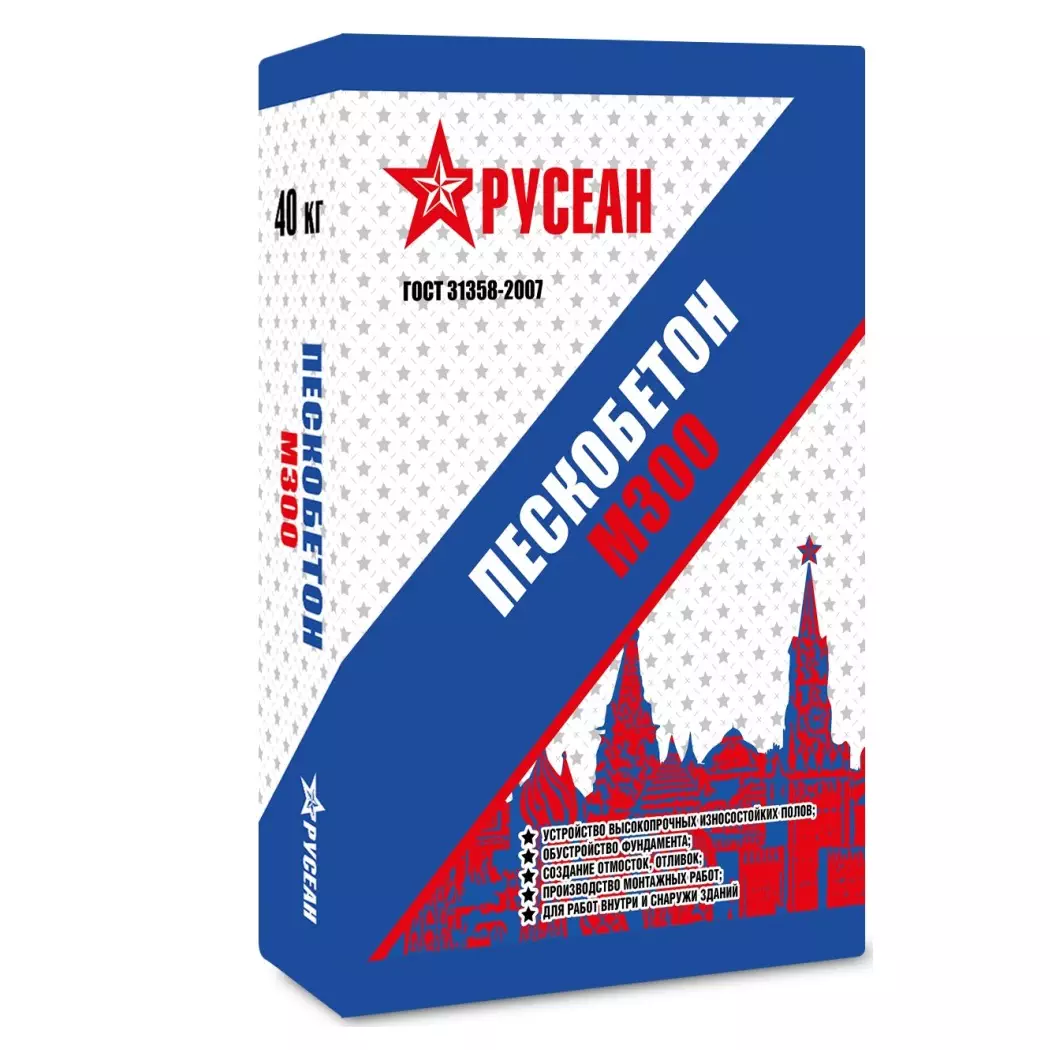 РУСЕАН
ГОСТ 31358-2007
ПЕСКОБЕТОН
М300
УСТРОЙСТВО ВЫСОКОПРОЧНЫХ ИЗНОСОСТОЙКИХ ПОЛОВ;
ОБУСТРОЙСТВО ФУНДАМЕНТА;
СОЗДАНИЕ ОТМОСТОК, ОТЛИВОК;
ПРОИЗВОДСТВО МОНТАЖНЫХ РАБОТ;
ДЛЯ РАБОТ ВНУТРИ И СНАРУЖИ ЗДАНИЙ
40 КГ
ПЕСКОБЕТОН
М300
РУСЕАН